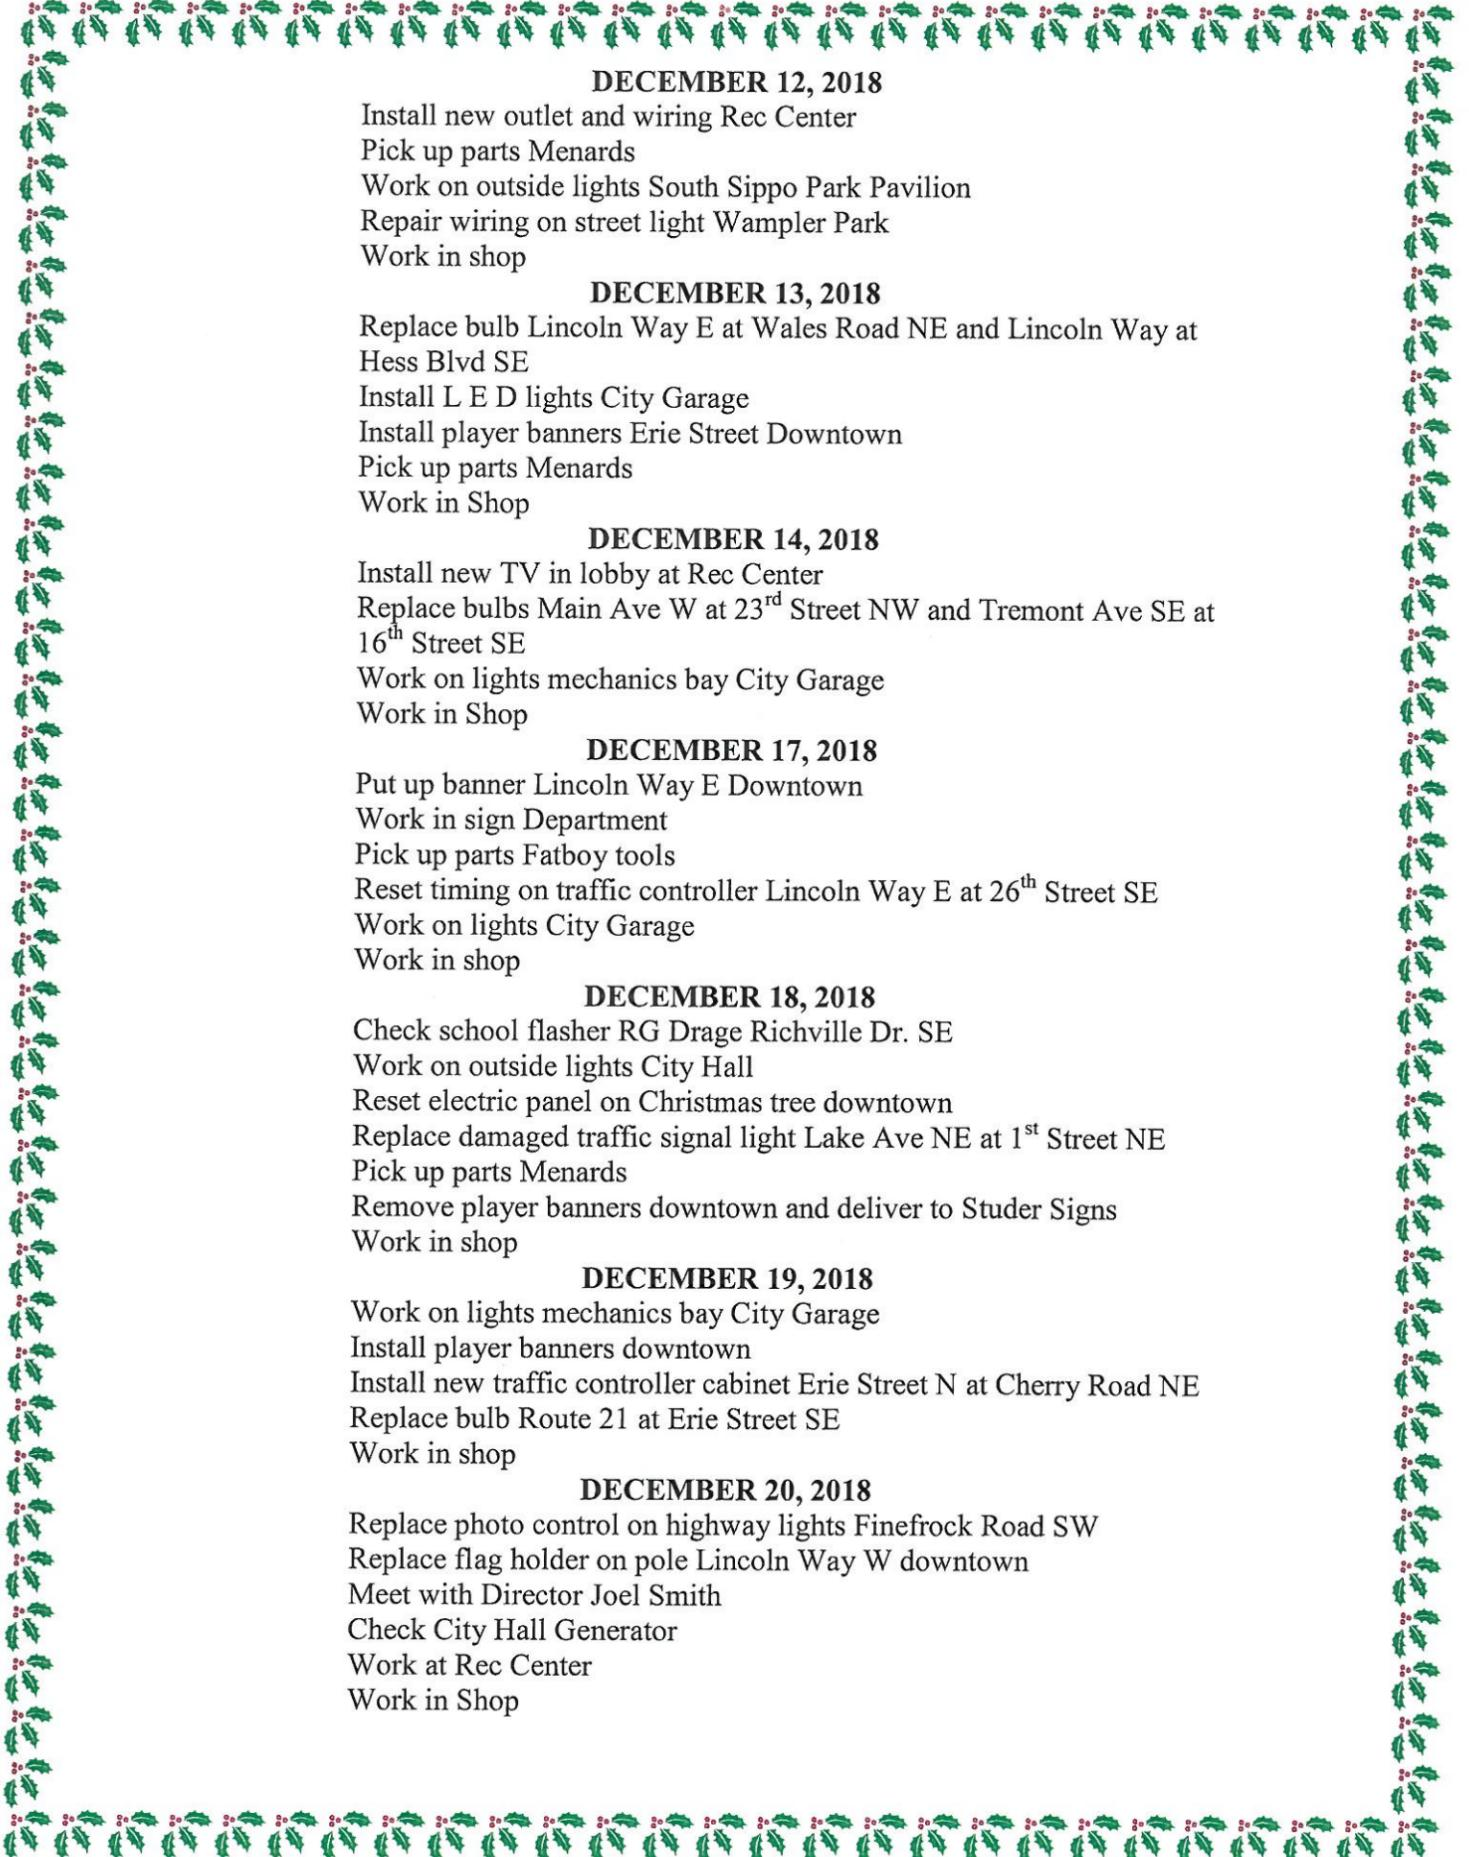 DECEMBER 12, 2018
Install new outlet and wiring Rec Center
Pick up parts Menards
Work on outside lights South Sippo Park Pavilion
Repair wiring on street light Wampler Park
Work in shop
DECEMBER 13, 2018
Replace bulb Lincoln Way E at Wales Road NE and Lincoln Way at
Hess Blvd SE
Install L E D lights City Garage
Install player banners Erie Street Downtown
Pick up parts Menards
Work in Shop
DECEMBER 14, 2018
Install new TV in lobby at Rec Center
Replace bulbs Main Ave W at 23rd Street NW and Tremont Ave SE at
16th Street SE
Work on lights mechanics bay City Garage
Work in Shop
DECEMBER 17, 2018
Put up banner Lincoln Way E Downtown
Work in sign Department
Pick up parts Fatboy tools
Reset timing on traffic controller Lincoln Way E at 26th Street SE
Work on lights City Garage
Work in shop
DECEMBER 18, 2018
Check school flasher RG Drage Richville Dr. SE
Work on outside lights City Hall
Reset electric panel on Christmas tree downtown
Replace damaged traffic signal light Lake Ave NE at 1st Street NE
Pick up parts Menards
Remove player banners downtown and deliver to Studer Signs
Work in shop
DECEMBER 19, 2018
Work on lights mechanics bay City Garage
Install player banners downtown
Install new traffic controller cabinet Erie Street N at Cherry Road NE
Replace bulb Route 21 at Erie Street SE
Work in shop
DECEMBER 20, 2018
Replace photo control on highway lights Finefrock Road SW
Replace flag holder on pole Lincoln Way W downtown
Meet with Director Joel Smith
Check City Hall Generator
Work at Rec Center
Work in Shop